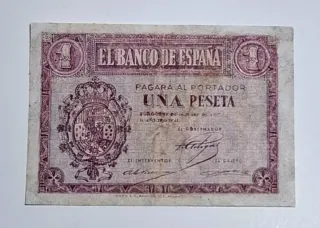 1 EL BANCO DE ESPAÑA 1
PAGARÁ AL PORTADOR
UNA PESETA
EL GOBERNADOR
EL INTERVENTOR EL CAJERO